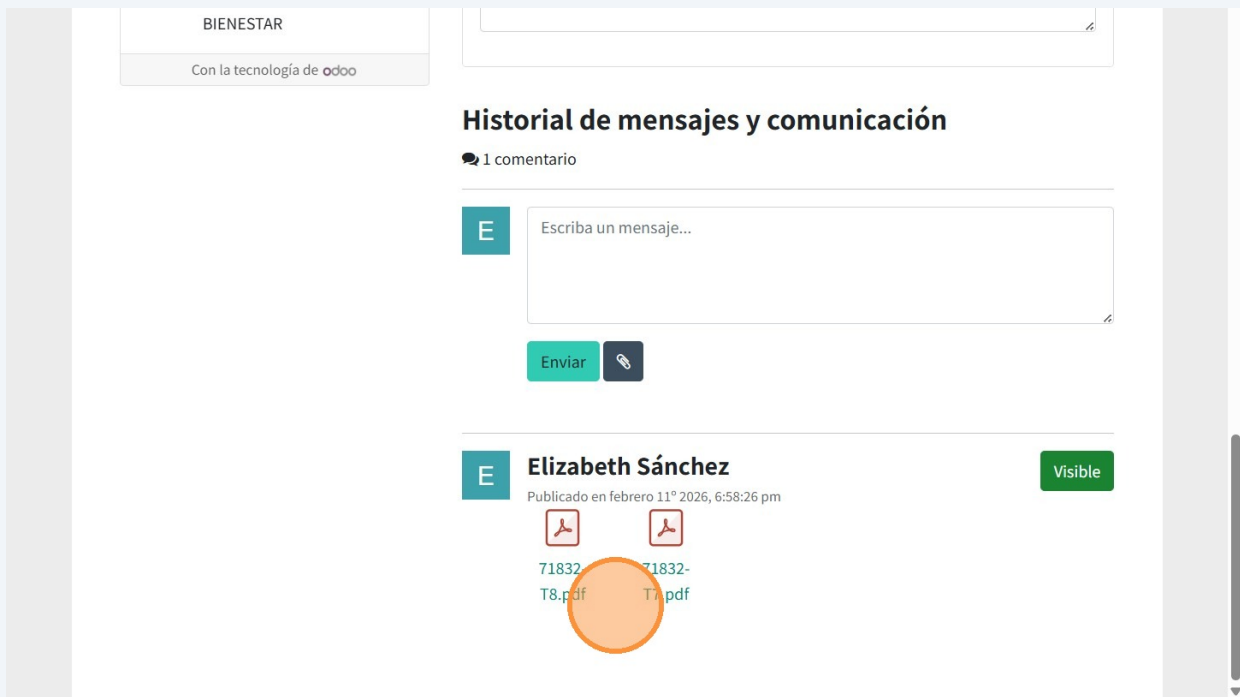 BIENESTAR
Con la tecnología de odoo
Historial de mensajes y comunicación
1 comentario
E
Escriba un mensaje...
Enviar
E
Elizabeth Sánchez
Visible
Publicado en febrero 11º 2026, 6:58:26 pm
71832- 71832-
T8.pdf T7.pdf